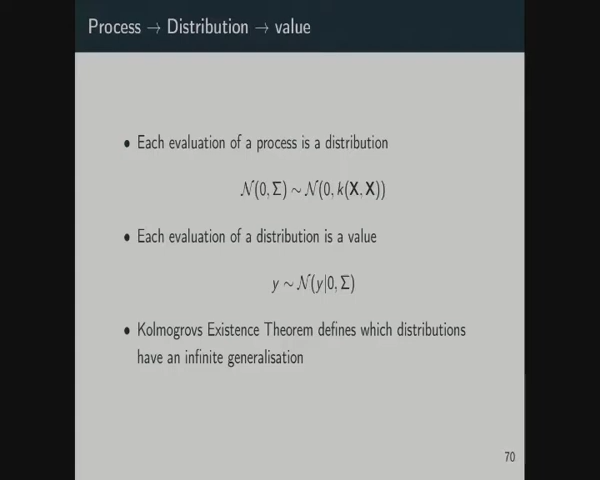 Process → Distribution → value
• Each evaluation of a process is a distribution
𝒩(0, Σ) ∼ 𝒩(0, k(𝐗, 𝐗))
• Each evaluation of a distribution is a value
y ∼ 𝒩(y|0, Σ)
• Kolmogrovs Existence Theorem defines which distributions
have an infinite generalisation
70